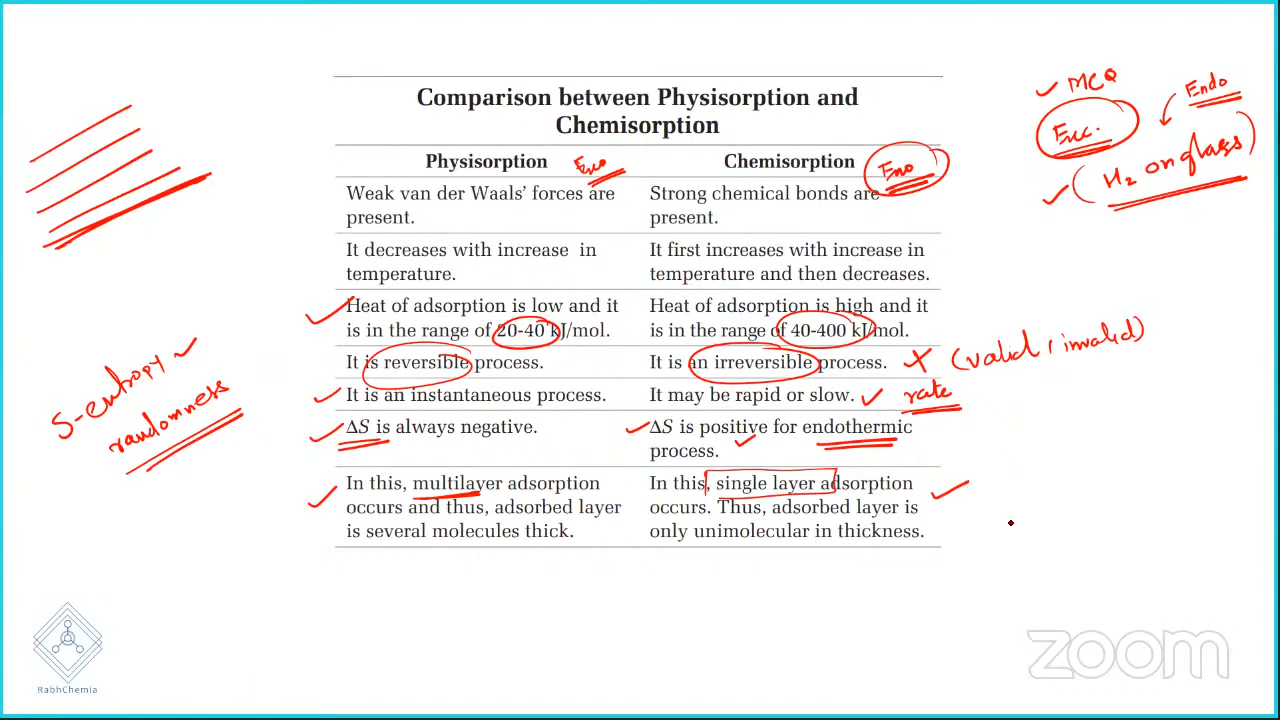 Comparison between Physisorption and
Chemisorption
Physisorption
Exo
Chemisorption
Exo
Weak van der Waals’ forces are
present.
Strong chemical bonds are
present.
It decreases with increase in
temperature.
It first increases with increase in
temperature and then decreases.
Heat of adsorption is low and it
is in the range of 20-40 kJ/mol.
Heat of adsorption is high and it
is in the range of 40-400 kJ/mol.
It is reversible process.
It is an irreversible process.
(valid / invalid)
It is an instantaneous process.
It may be rapid or slow.
rate
ΔS is always negative.
ΔS is positive for endothermic
process.
In this, multilayer adsorption
occurs and thus, adsorbed layer
is several molecules thick.
In this, single layer adsorption
occurs. Thus, adsorbed layer is
only unimolecular in thickness.
MCQ
Exc.
Endo
(H2 on glass)
S-entropy
randomness
RabhChemia
zoom